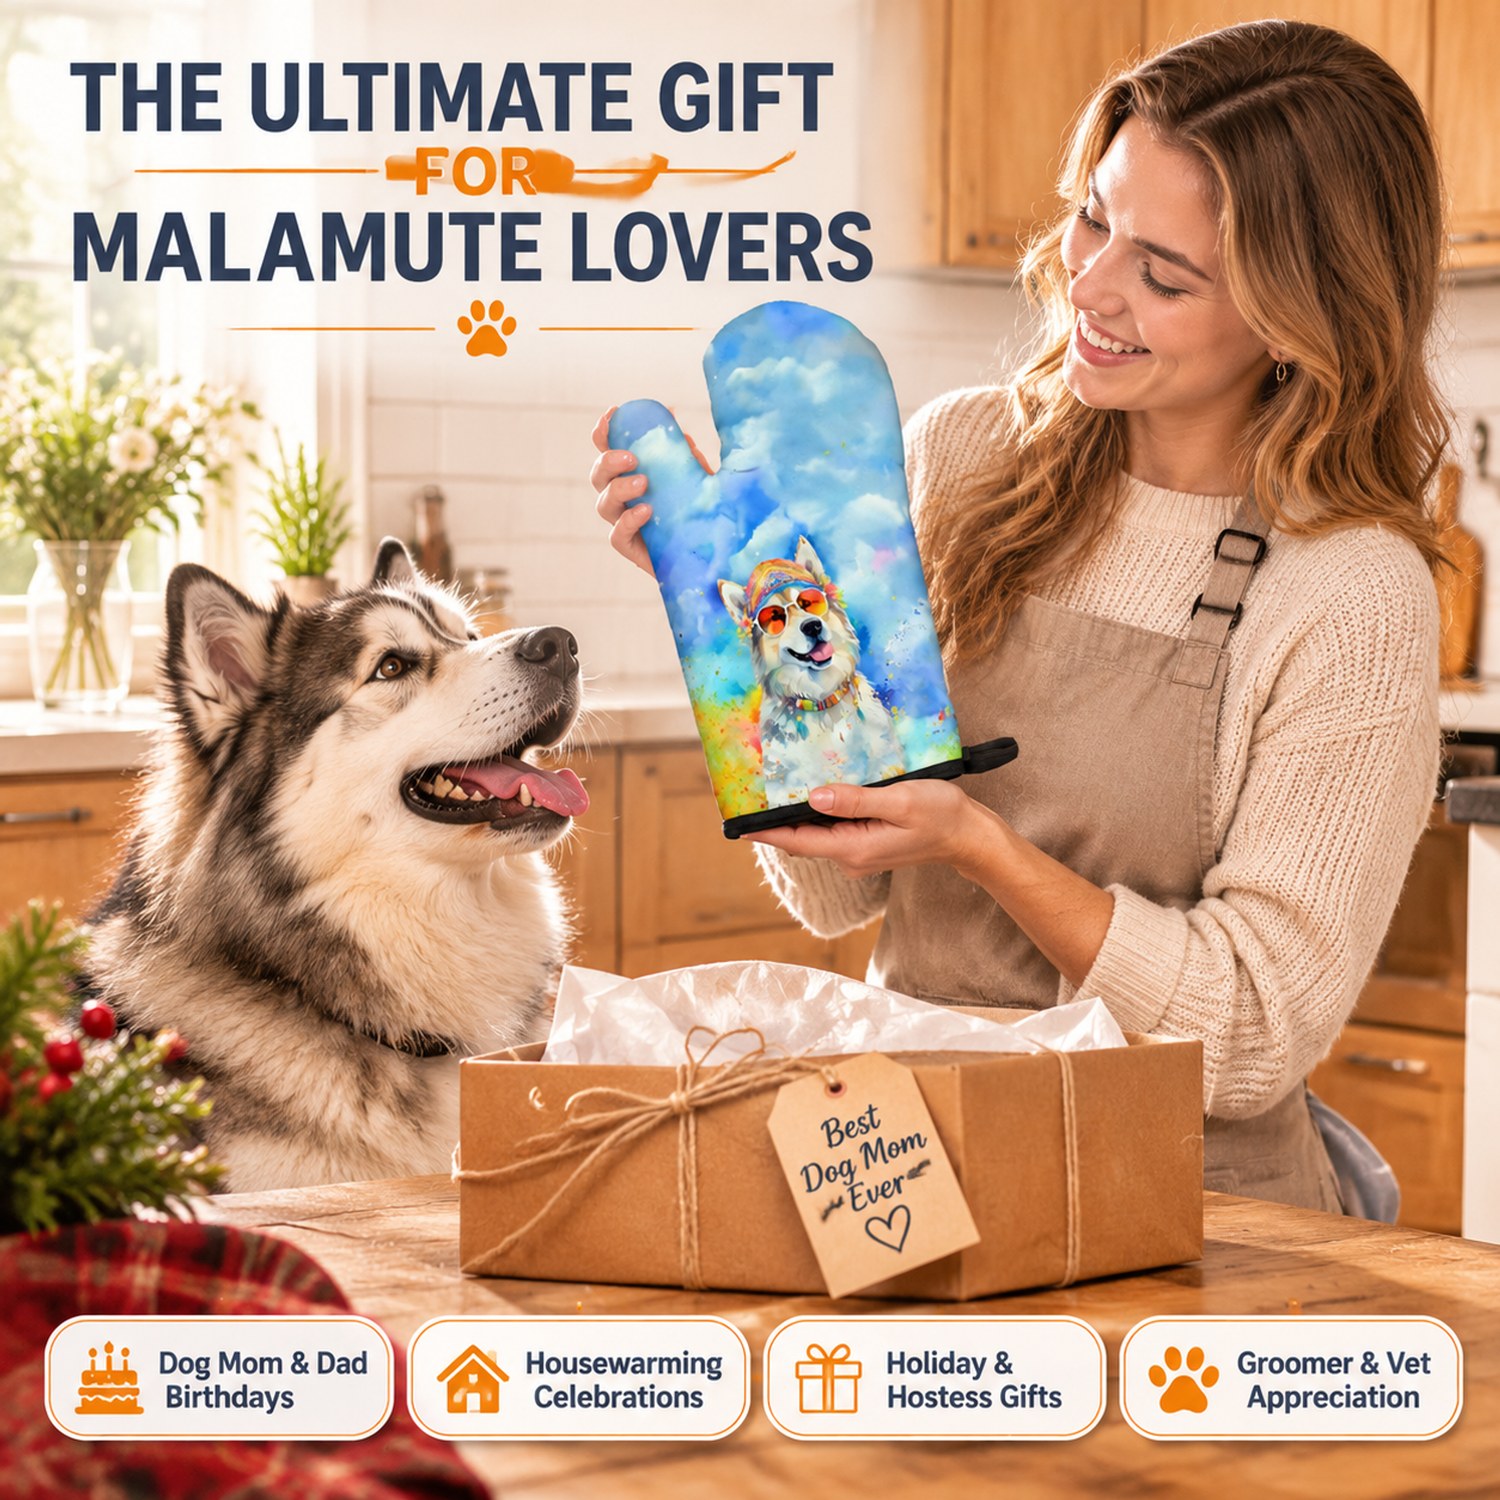 THE ULTIMATE GIFT
FOR
MALAMUTE LOVERS
Best
Dog Mom
Ever
Dog Mom & Dad
Birthdays
Housewarming
Celebrations
Holiday &
Hostess Gifts
Groomer & Vet
Appreciation